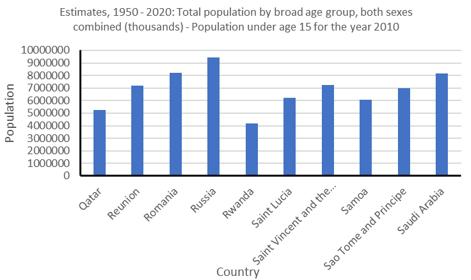 Estimates, 1950 - 2020: Total population by broad age group, both sexes
combined (thousands) - Population under age 15 for the year 2010
10000000
9000000
8000000
7000000
6000000
5000000
4000000
3000000
2000000
1000000
0
Population
Qatar
Reunion
Romania
Russia
Rwanda
Saint Lucia
Saint Vincent and the...
Samoa
Sao Tome and Principe
Saudi Arabia
Country